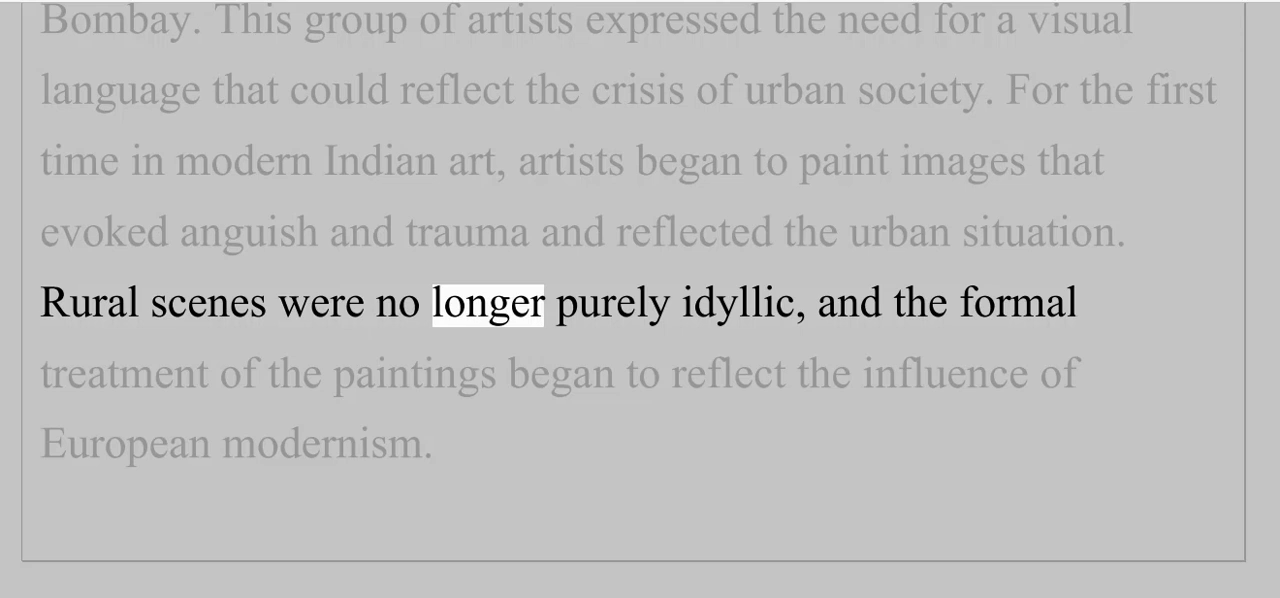 Bombay. This group of artists expressed the need for a visual
language that could reflect the crisis of urban society. For the first
time in modern Indian art, artists began to paint images that
evoked anguish and trauma and reflected the urban situation.
Rural scenes were no longer purely idyllic, and the formal
treatment of the paintings began to reflect the influence of
European modernism.